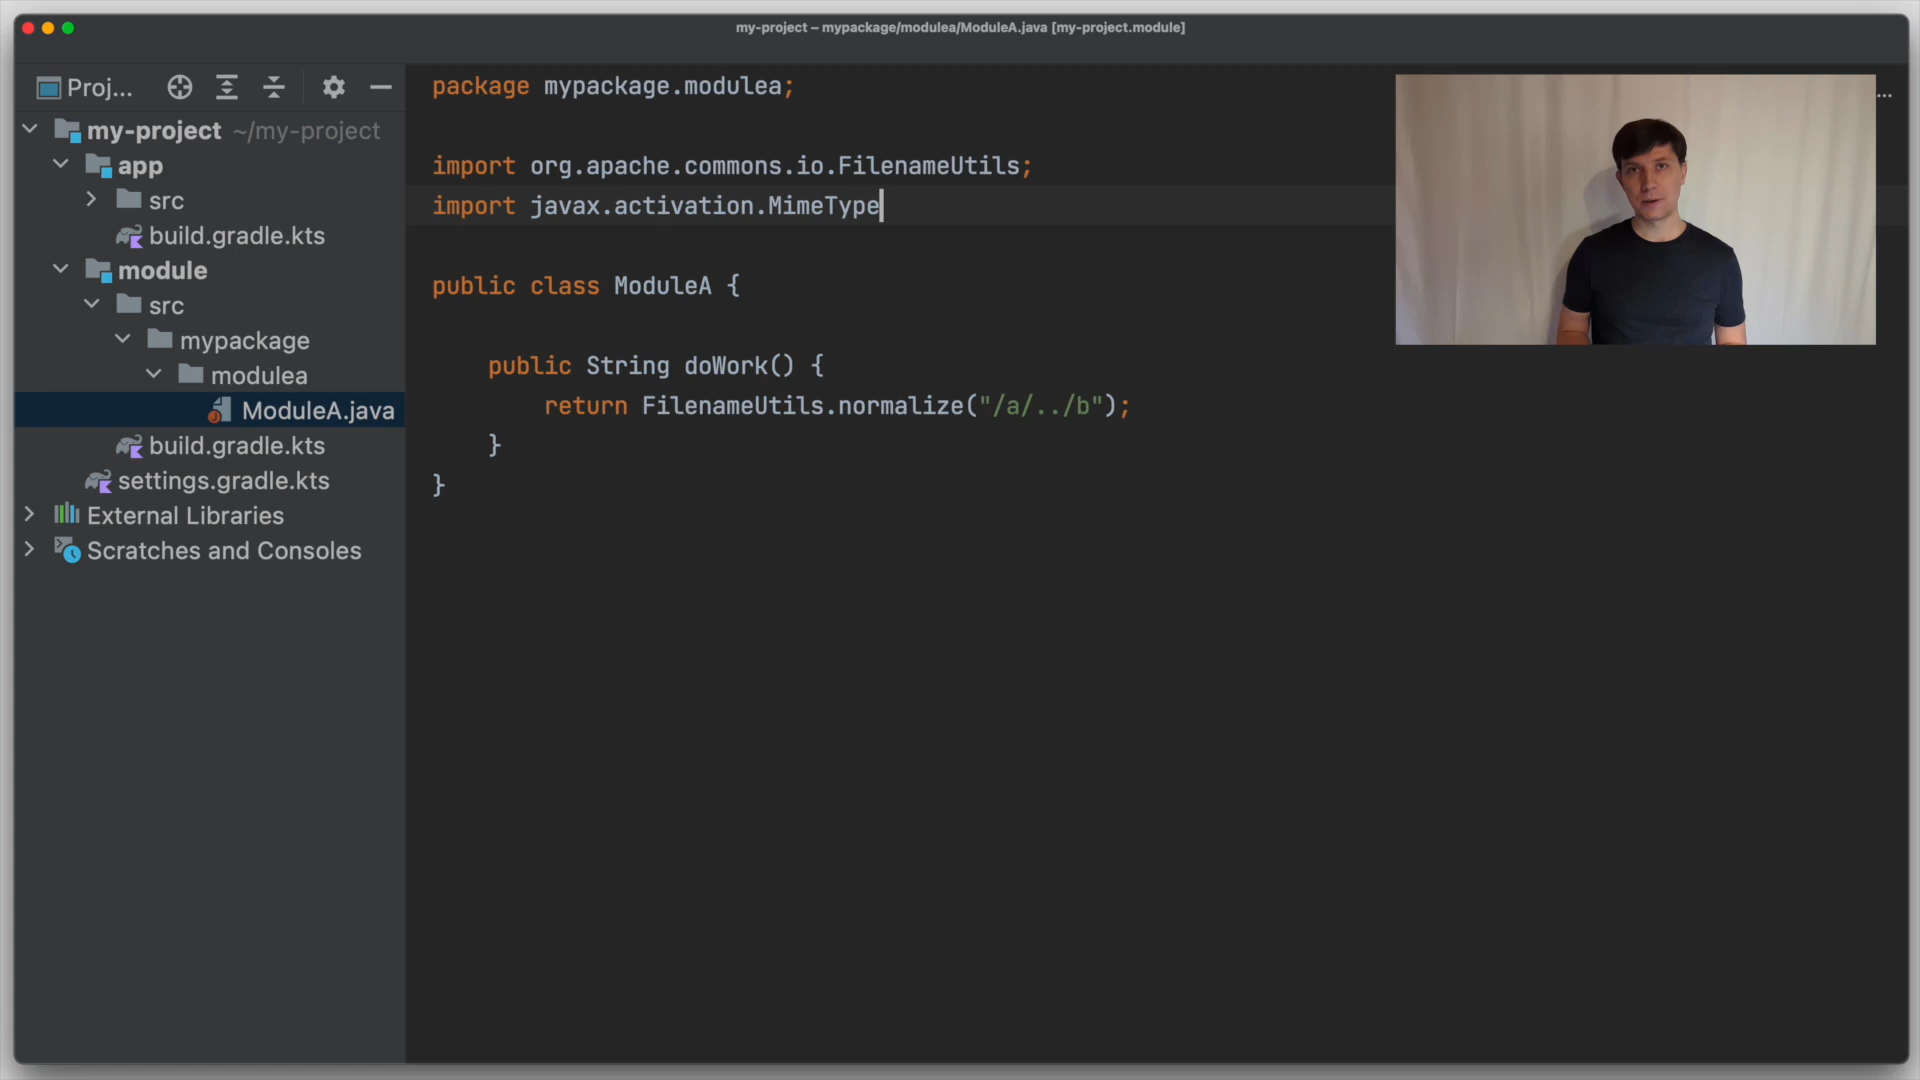 my-project – mypackage/modulea/ModuleA.java [my-project.module]
Proj...
my-project ~/my-project
app
src
build.gradle.kts
module
src
mypackage
modulea
ModuleA.java
build.gradle.kts
settings.gradle.kts
External Libraries
Scratches and Consoles
package mypackage.modulea;
import org.apache.commons.io.FilenameUtils;
import javax.activation.MimeType
public class ModuleA {
public String doWork() {
return FilenameUtils.normalize("/a/../b");
}
}